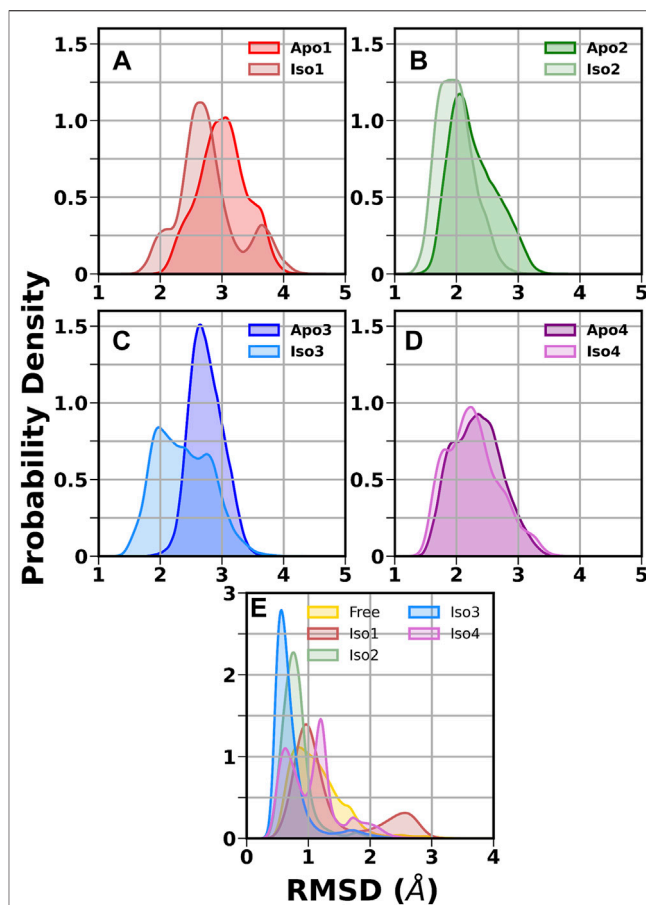 A
Apo1
Iso1
1.5
1.0
0.5
0
1 2 3 4 5
B
Apo2
Iso2
1.5
1.0
0.5
0
1 2 3 4 5
C
Apo3
Iso3
1.5
1.0
0.5
0
1 2 3 4 5
D
Apo4
Iso4
1.5
1.0
0.5
0
1 2 3 4 5
Probability Density
E
Free
Iso1
Iso2
Iso3
Iso4
3
2
1
0
0 1 2 3 4
RMSD (Å)